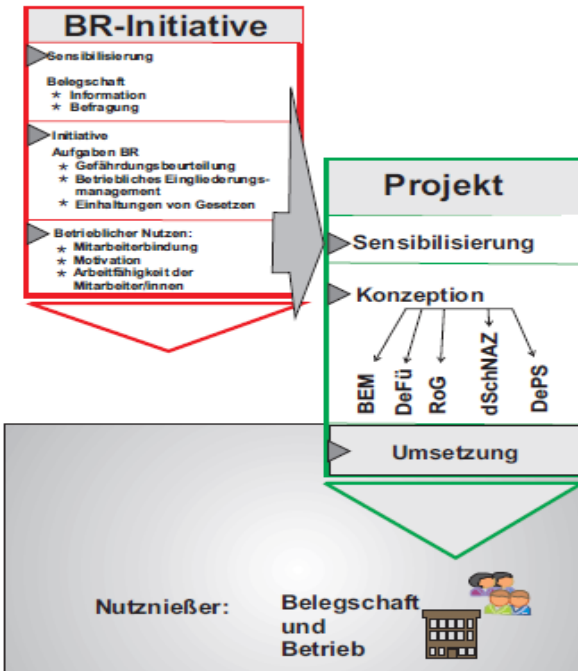 BR-Initiative
Sensibilisierung
Belegschaft
* Information
* Befragung
Initiative
Aufgaben BR
* Gefährdungsbeurteilung
* Betriebliches Eingliederungs-
management
* Einhaltungen von Gesetzen
Betrieblicher Nutzen:
* Mitarbeiterbindung
* Motivation
* Arbeitfähigkeit der
Mitarbeiter/innen
Projekt
Sensibilisierung
Konzeption
BEM
DeFü
RoG
dSchNAZ
DePS
Umsetzung
Nutznießer: Belegschaft
und
Betrieb